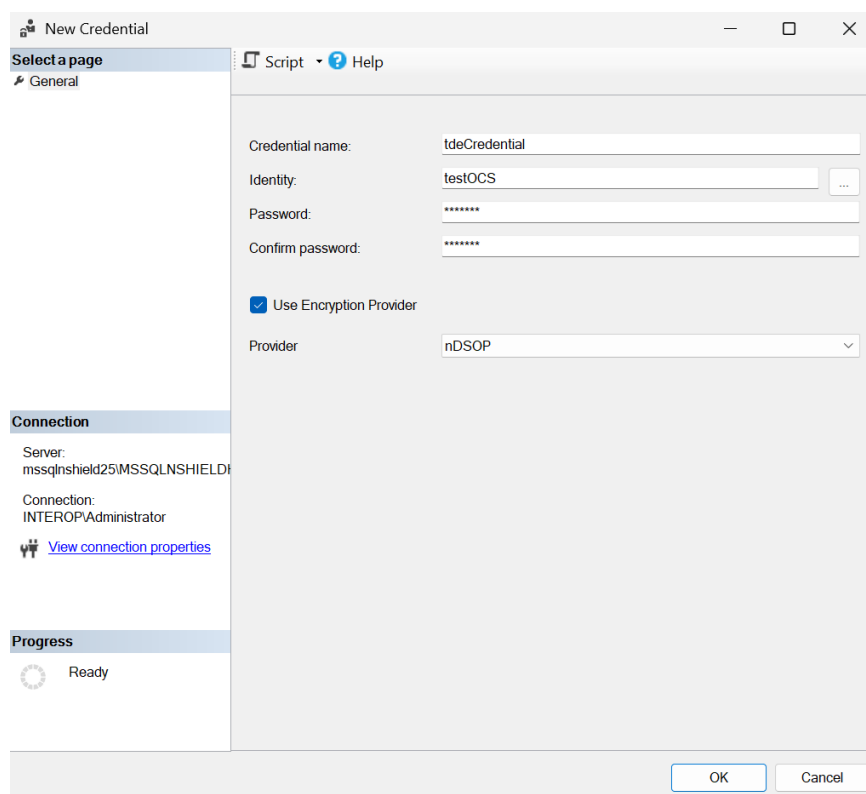 New Credential
Select a page
General
Script
Help
Credential name:
tdeCredential
Identity:
testOCS
...
Password:
*******
Confirm password:
*******
Use Encryption Provider
Provider
nDSOP
Connection
Server:
mssqlnshield25\MSSQLNSHIELD
Connection:
INTEROP\Administrator
View connection properties
Progress
Ready
OK
Cancel